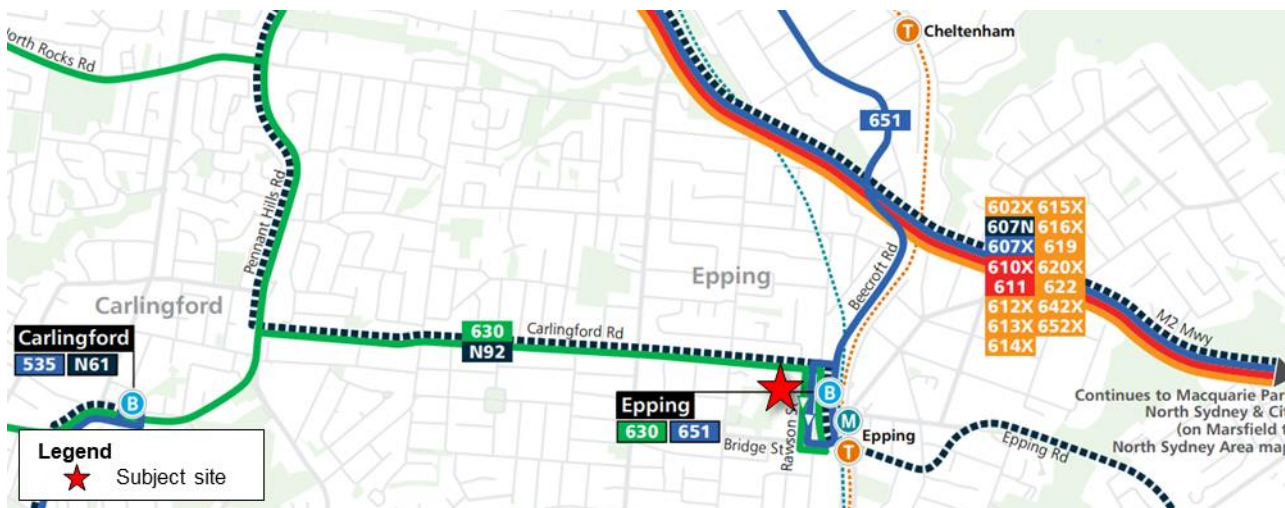 North Rocks Rd
Pennant Hills Rd
T Cheltenham
651
602X 615X
607N 616X
607X 619
610X 620X
611 622
612X 642X
613X 652X
614X
Epping
Beecroft Rd
M2 Mwy
Carlingford
Carlingford
535 N61
B
630
N92
Carlingford Rd
Epping
630 651
B
M
Epping
T
Rawson
Bridge St
Epping Rd
Continues to Macquarie Par
North Sydney & Cit
(on Marsfield t
North Sydney Area map
Legend
Subject site